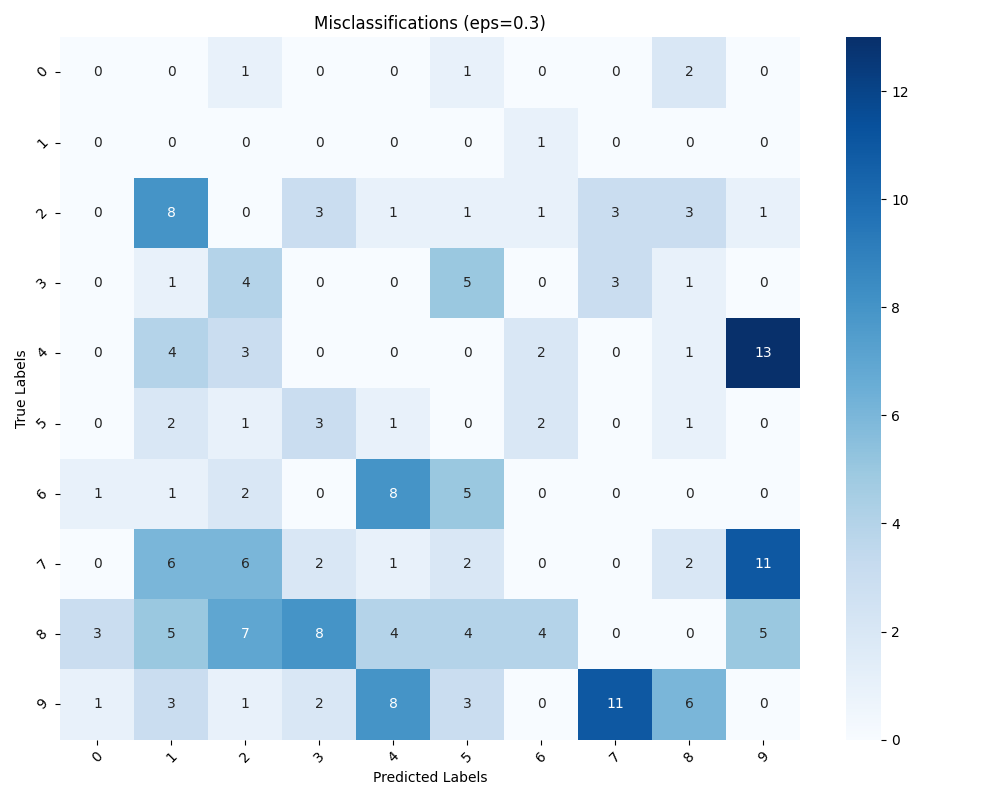 Misclassifications (eps=0.3)
0 0 0 1 0 0 1 0 0 2 0
1 0 0 0 0 0 0 1 0 0 0
2 0 8 0 3 1 1 1 3 3 1
3 0 1 4 0 0 5 0 3 1 0
4 0 4 3 0 0 0 2 0 1 13
5 0 2 1 3 1 0 2 0 1 0
6 1 1 2 0 8 5 0 0 0 0
7 0 6 6 2 1 2 0 0 2 11
8 3 5 7 8 4 4 4 0 0 5
9 1 3 1 2 8 3 0 11 6 0
0 1 2 3 4 5 6 7 8 9
True Labels
Predicted Labels
12
10
8
6
4
2
0